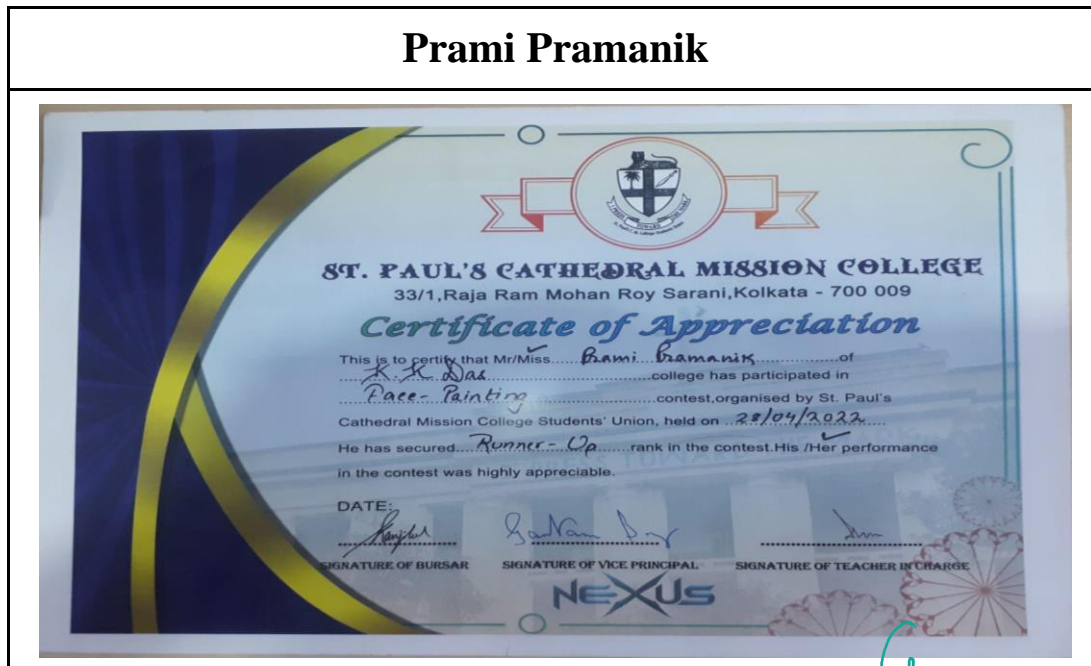 Prami Pramanik
ST. PAUL'S CATHEDRAL MISSION COLLEGE
33/1,Raja Ram Mohan Roy Sarani,Kolkata - 700 009
Certificate of Appreciation
This is to certify that Mr/Miss......Prami Pramanik..............of
......K. K Das..............................college has participated in
......Face-Painting......................contest,organised by St. Paul's
Cathedral Mission College Students' Union, held on ..28/04/2022....
He has secured....Runner-Up......rank in the contest.His /Her performance
in the contest was highly appreciable.
DATE:
SIGNATURE OF BURSAR SIGNATURE OF VICE PRINCIPAL SIGNATURE OF TEACHER IN CHARGE
NEXUS